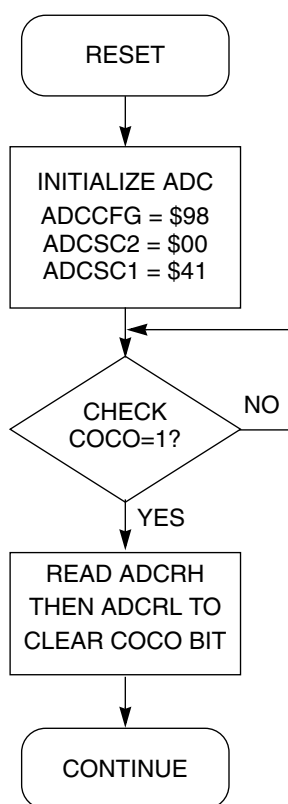 RESET
INITIALIZE ADC
ADCCFG = $98
ADCSC2 = $00
ADCSC1 = $41
CHECK
COCO=1?
NO
YES
READ ADCRH
THEN ADCRL TO
CLEAR COCO BIT
CONTINUE